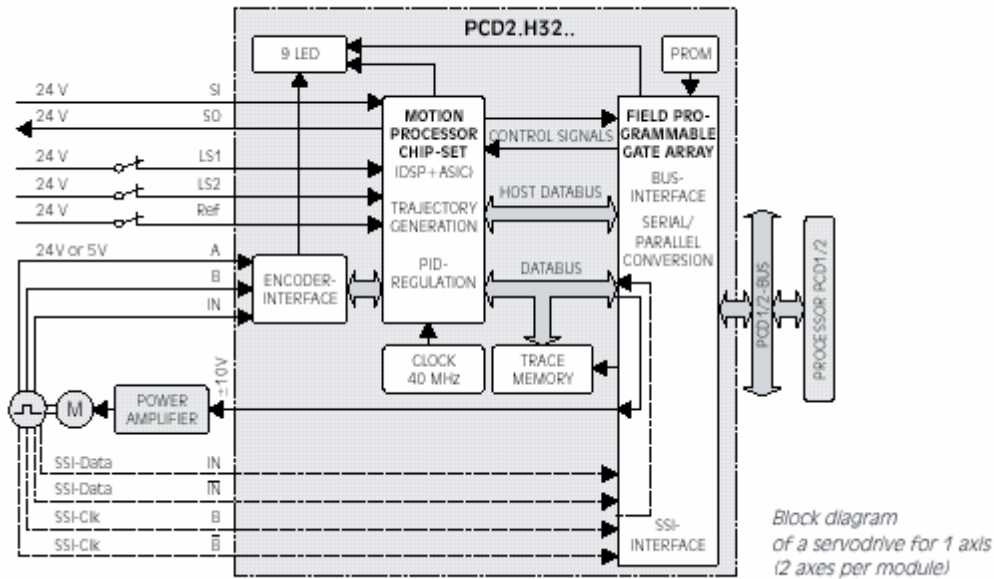 PCD2.H32..
9 LED
PROM
24 V SI
24 V SO
24 V LS1
24 V LS2
24 V Ref
24V or 5V A
B
IN
MOTION
PROCESSOR
CHIP-SET
(DSP+ASIC)
TRAJECTORY
GENERATION
PID-
REGULATION
CONTROL SIGNALS
HOST DATABUS
DATABUS
FIELD PRO-
GRAMMABLE
GATE ARRAY
BUS-
INTERFACE
SERIAL/
PARALLEL
CONVERSION
ENCODER-
INTERFACE
CLOCK
40 MHz
TRACE
MEMORY
PCD1/2-BUS
PROCESSOR PCD1/2
±10V
M
POWER
AMPLIFIER
SSI-Data IN
SSI-Data I̅N̅
SSI-Clk B
SSI-Clk B̅
SSI-
INTERFACE
Block diagram
of a servodrive for 1 axis
(2 axes per module)